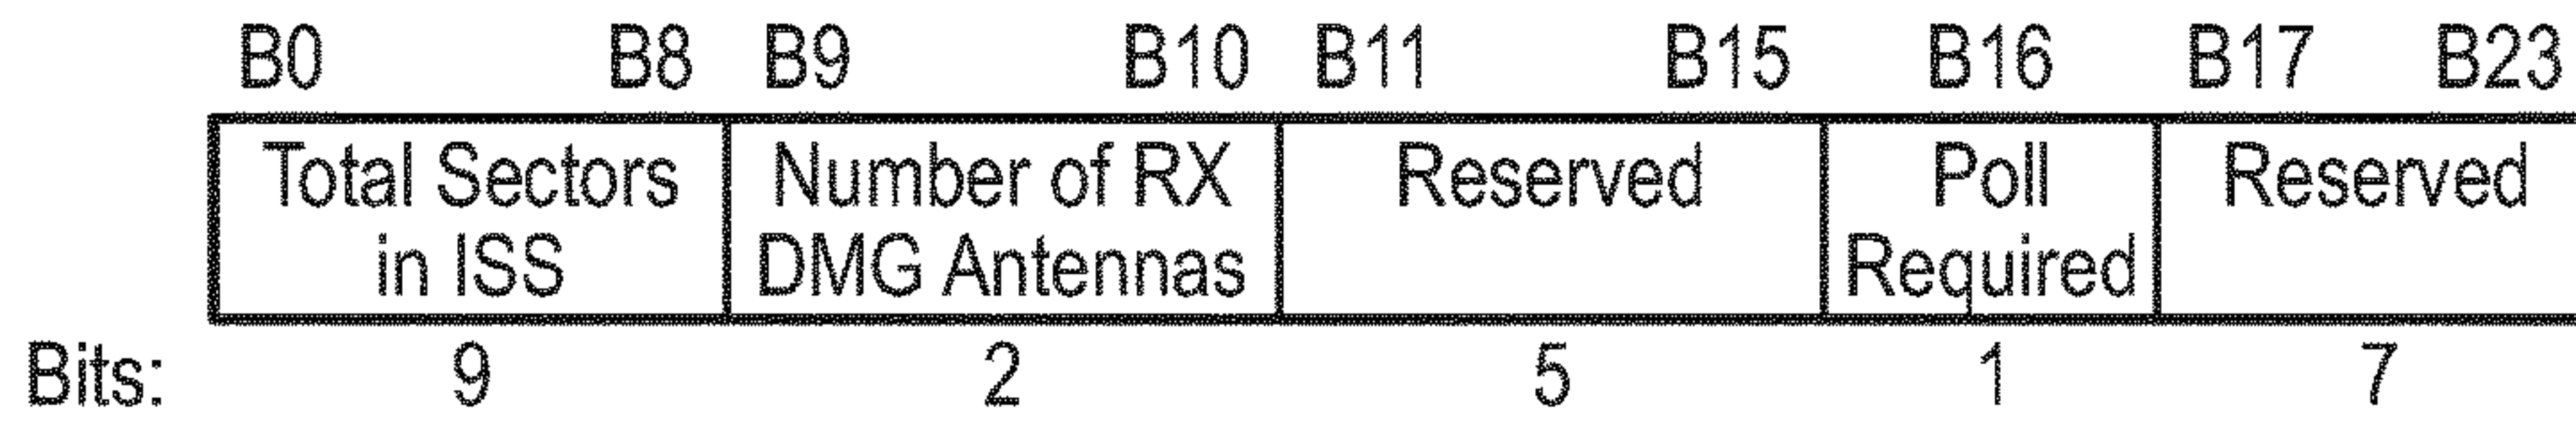 B0 B8 B9 B10 B11 B15 B16 B17 B23
Total Sectors Number of RX Reserved Poll Reserved
in ISS DMG Antennas Required
Bits: 9 2 5 1 7